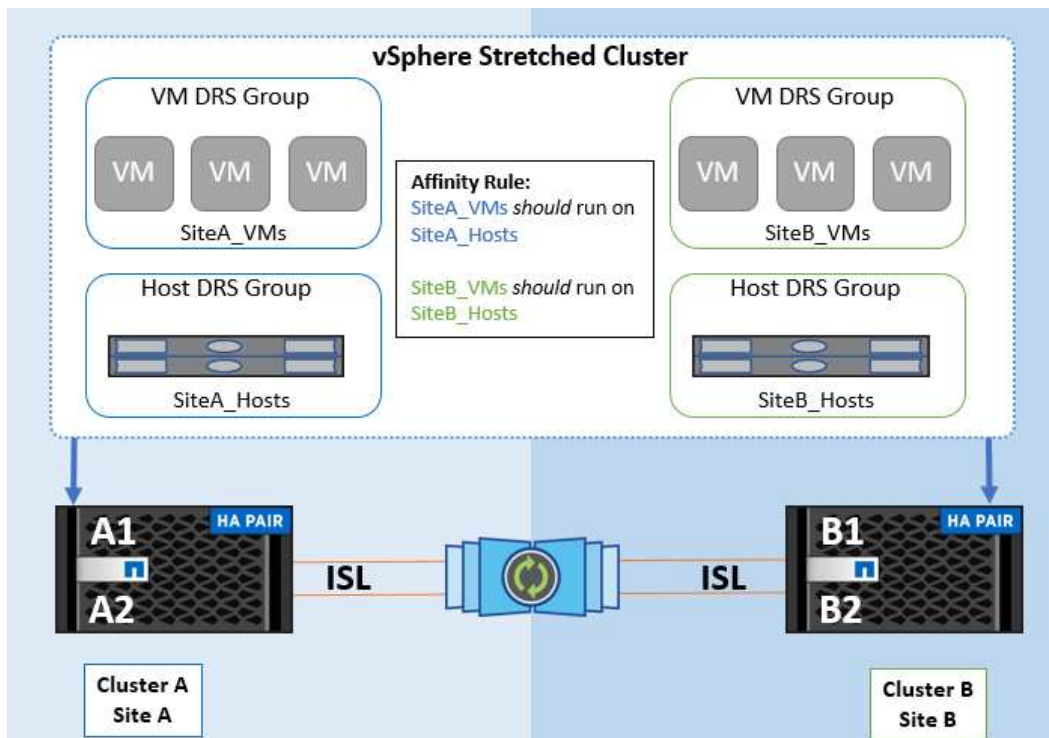 vSphere Stretched Cluster
VM DRS Group
VM VM VM
SiteA_VMs
Host DRS Group
SiteA_Hosts
Affinity Rule:
SiteA_VMs should run on
SiteA_Hosts
SiteB_VMs should run on
SiteB_Hosts
VM DRS Group
VM VM VM
SiteB_VMs
Host DRS Group
SiteB_Hosts
A1
HA PAIR
A2
ISL
ISL
B1
HA PAIR
B2
Cluster A
Site A
Cluster B
Site B